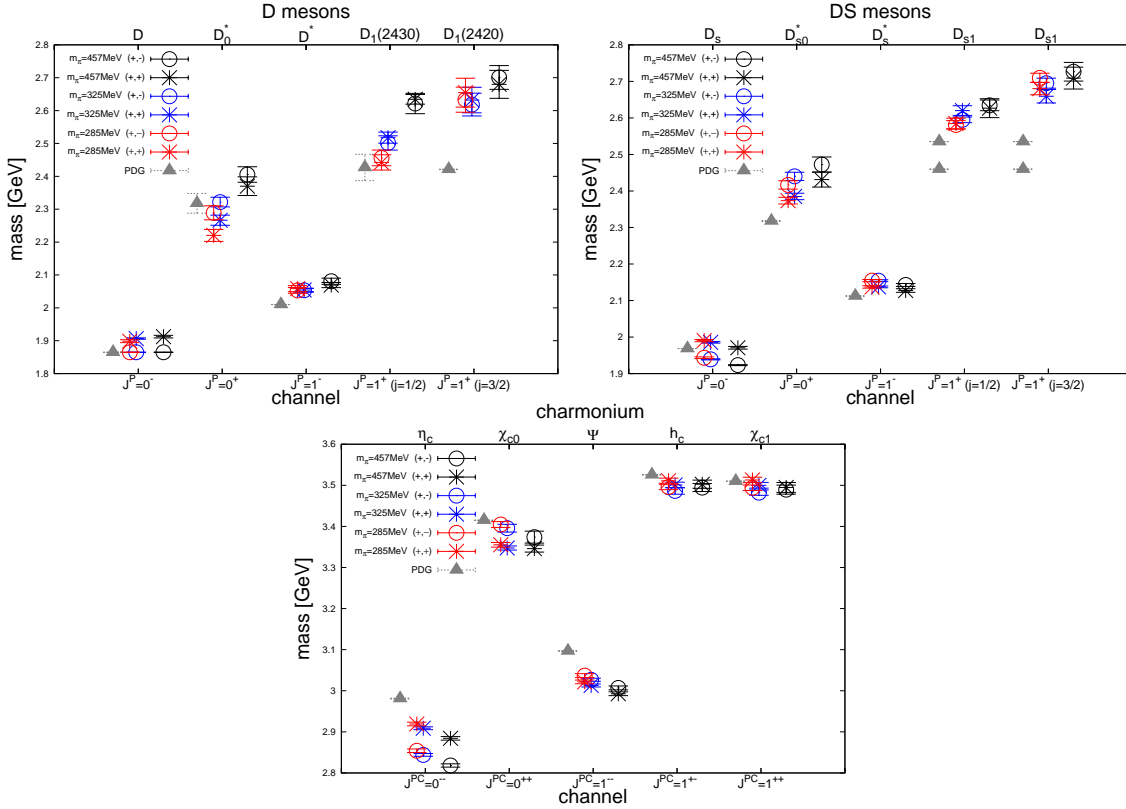 D mesons
D D₀* D* D₁(2430) D₁(2420)
mass [GeV]
2.8
2.7
2.6
2.5
2.4
2.3
2.2
2.1
2
1.9
1.8
mπ=457MeV (+,-)
mπ=457MeV (+,+)
mπ=325MeV (+,-)
mπ=325MeV (+,+)
mπ=285MeV (+,-)
mπ=285MeV (+,+)
PDG
Jᴾ=0⁻ Jᴾ=0⁺ Jᴾ=1⁻ Jᴾ=1⁺ (j=1/2) Jᴾ=1⁺ (j=3/2)
channel
DS mesons
Dₛ Dₛ₀* Dₛ* Dₛ₁ Dₛ₁
mass [GeV]
2.8
2.7
2.6
2.5
2.4
2.3
2.2
2.1
2
1.9
mπ=457MeV (+,-)
mπ=457MeV (+,+)
mπ=325MeV (+,-)
mπ=325MeV (+,+)
mπ=285MeV (+,-)
mπ=285MeV (+,+)
PDG
Jᴾ=0⁻ Jᴾ=0⁺ Jᴾ=1⁻ Jᴾ=1⁺ (j=1/2) Jᴾ=1⁺ (j=3/2)
channel
charmonium
η_c χ_c0 Ψ h_c χ_c1
mass [GeV]
3.6
3.5
3.4
3.3
3.2
3.1
3
2.9
2.8
mπ=457MeV (+,-)
mπ=457MeV (+,+)
mπ=325MeV (+,-)
mπ=325MeV (+,+)
mπ=285MeV (+,-)
mπ=285MeV (+,+)
PDG
Jᴾᶜ=0⁻⁻ Jᴾᶜ=0⁺⁺ Jᴾᶜ=1⁻⁻ Jᴾᶜ=1⁺⁻ Jᴾᶜ=1⁺⁺
channel